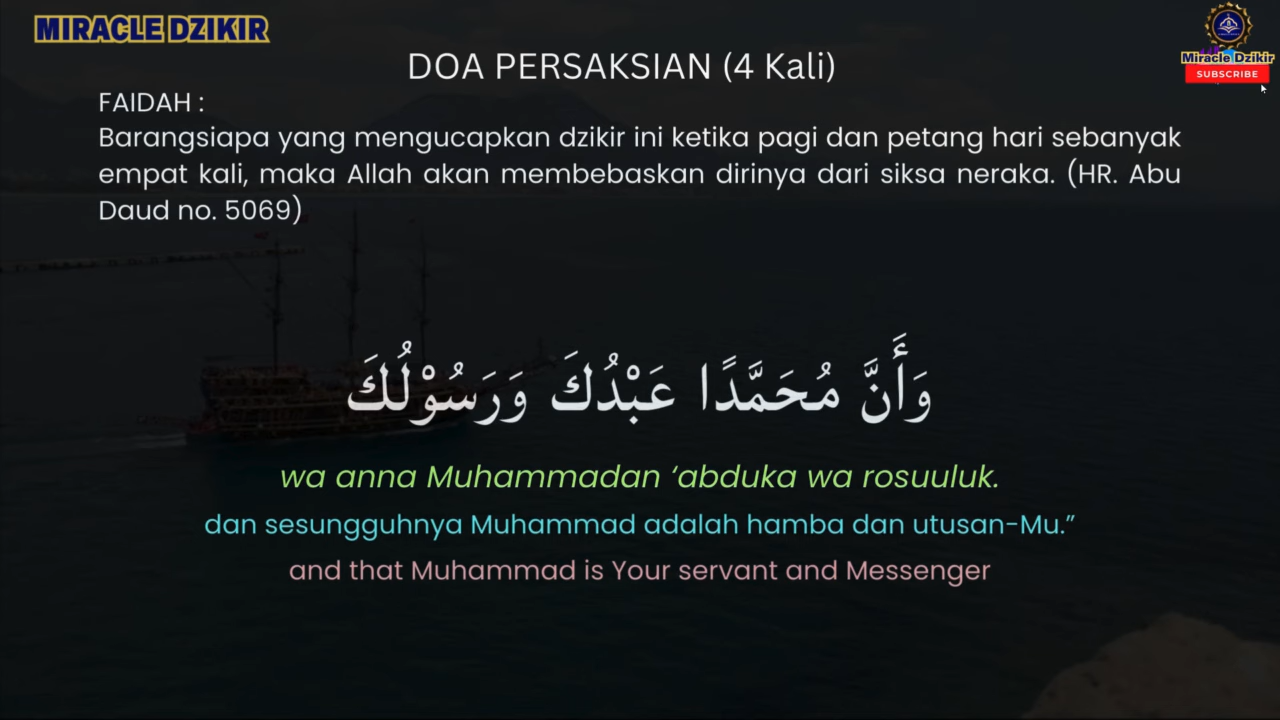 MIRACLE DZIKIR
Miracle Dzikir
SUBSCRIBE
DOA PERSAKSIAN (4 Kali)
FAIDAH :
Barangsiapa yang mengucapkan dzikir ini ketika pagi dan petang hari sebanyak
empat kali, maka Allah akan membebaskan dirinya dari siksa neraka. (HR. Abu
Daud no. 5069)
وَأَنَّ مُحَمَّدًا عَبْدُكَ وَرَسُوْلُكَ
wa anna Muhammadan ‘abduka wa rosuuluk.
dan sesungguhnya Muhammad adalah hamba dan utusan-Mu.”
and that Muhammad is Your servant and Messenger